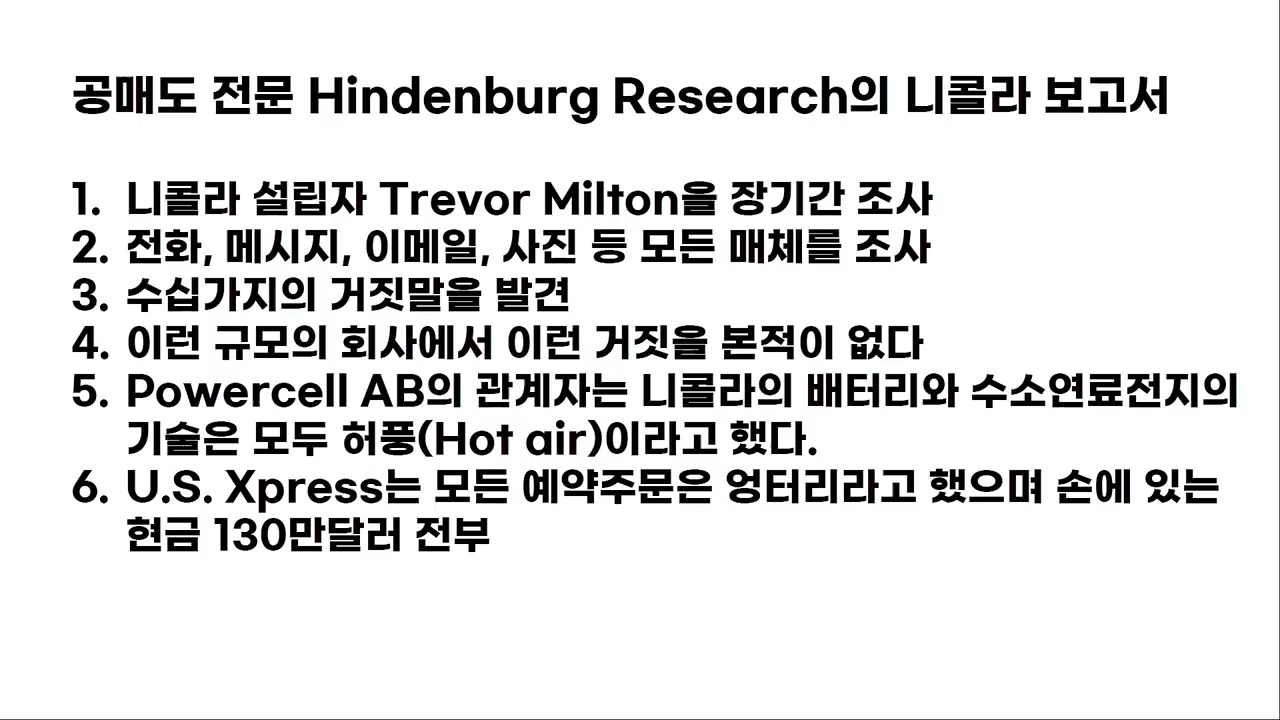 공매도 전문 Hindenburg Research의 니콜라 보고서
1. 니콜라 설립자 Trevor Milton을 장기간 조사
2. 전화, 메시지, 이메일, 사진 등 모든 매체를 조사
3. 수십가지의 거짓말을 발견
4. 이런 규모의 회사에서 이런 거짓을 본적이 없다
5. Powercell AB의 관계자는 니콜라의 배터리와 수소연료전지의
기술은 모두 허풍(Hot air)이라고 했다.
6. U.S. Xpress는 모든 예약주문은 엉터리라고 했으며 손에 있는
현금 130만달러 전부